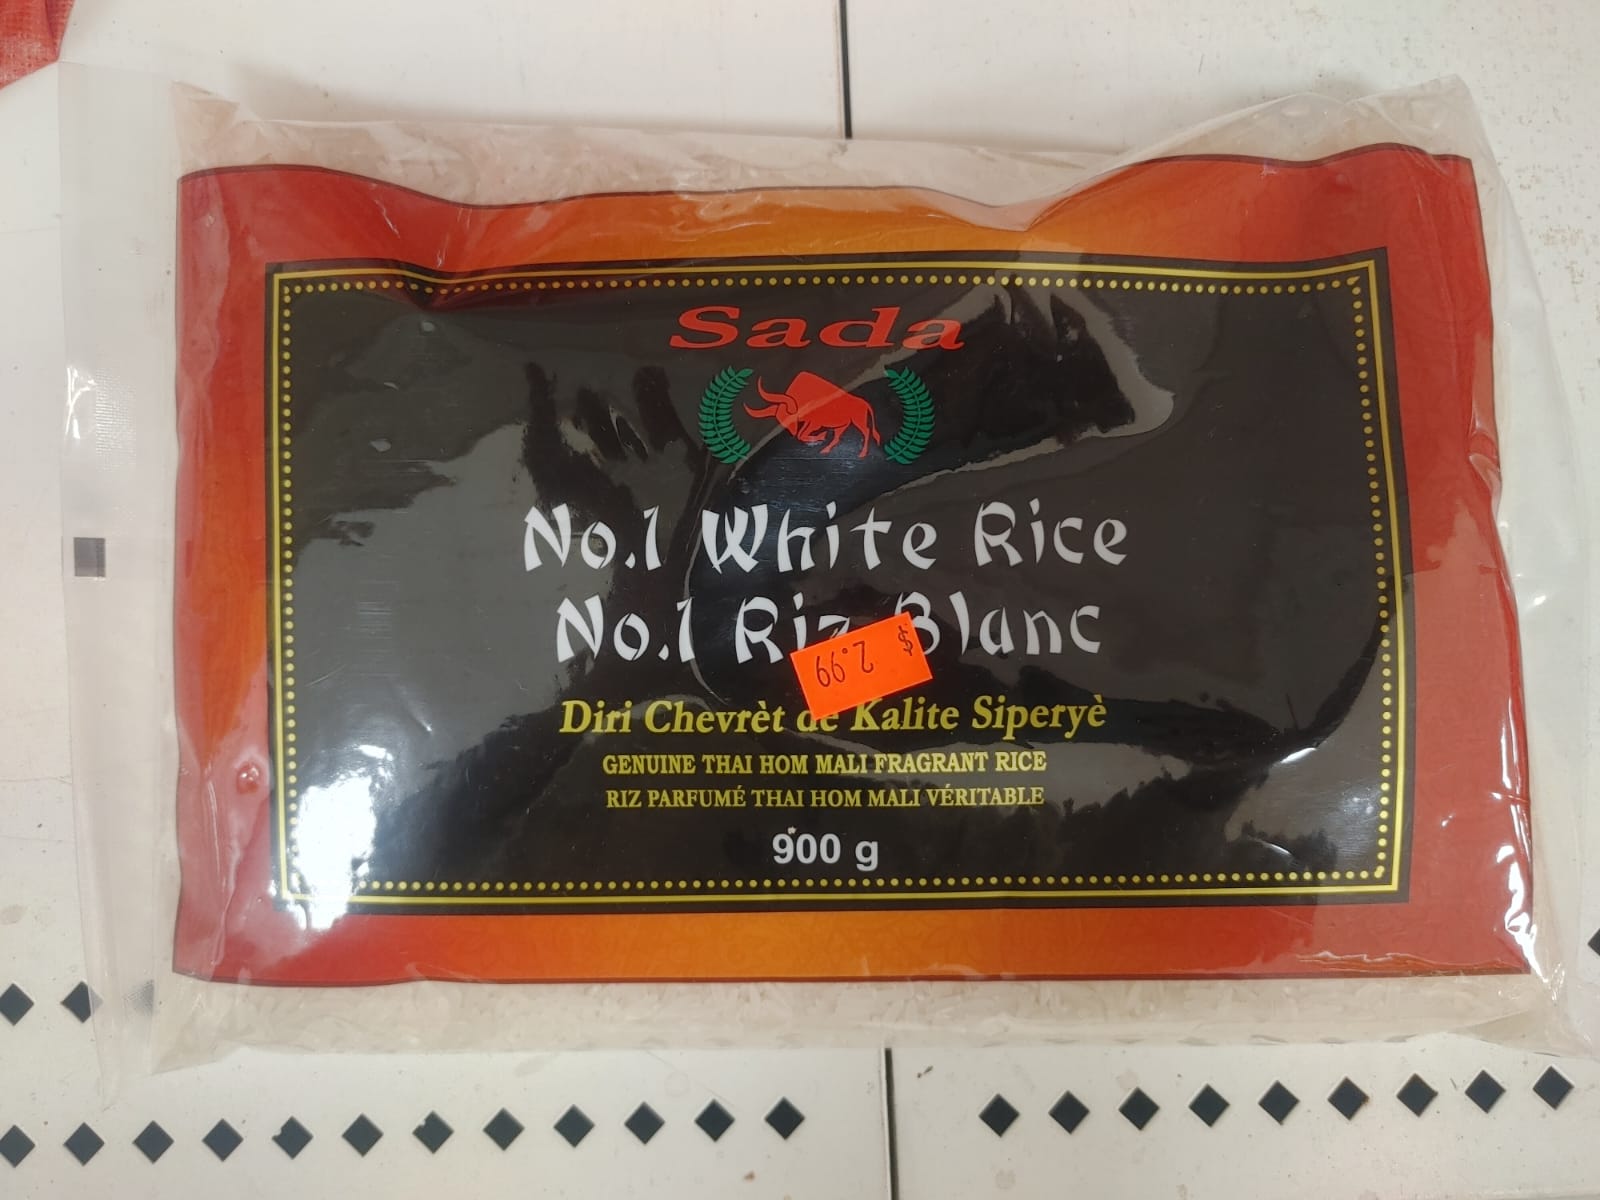 Sada
No.1 White Rice
No.1 Riz Blanc
$ 2.99
Diri Chevrèt de Kalite Siperyè
GENUINE THAI HOM MALI FRAGRANT RICE
RIZ PARFUMÉ THAI HOM MALI VÉRITABLE
900 g